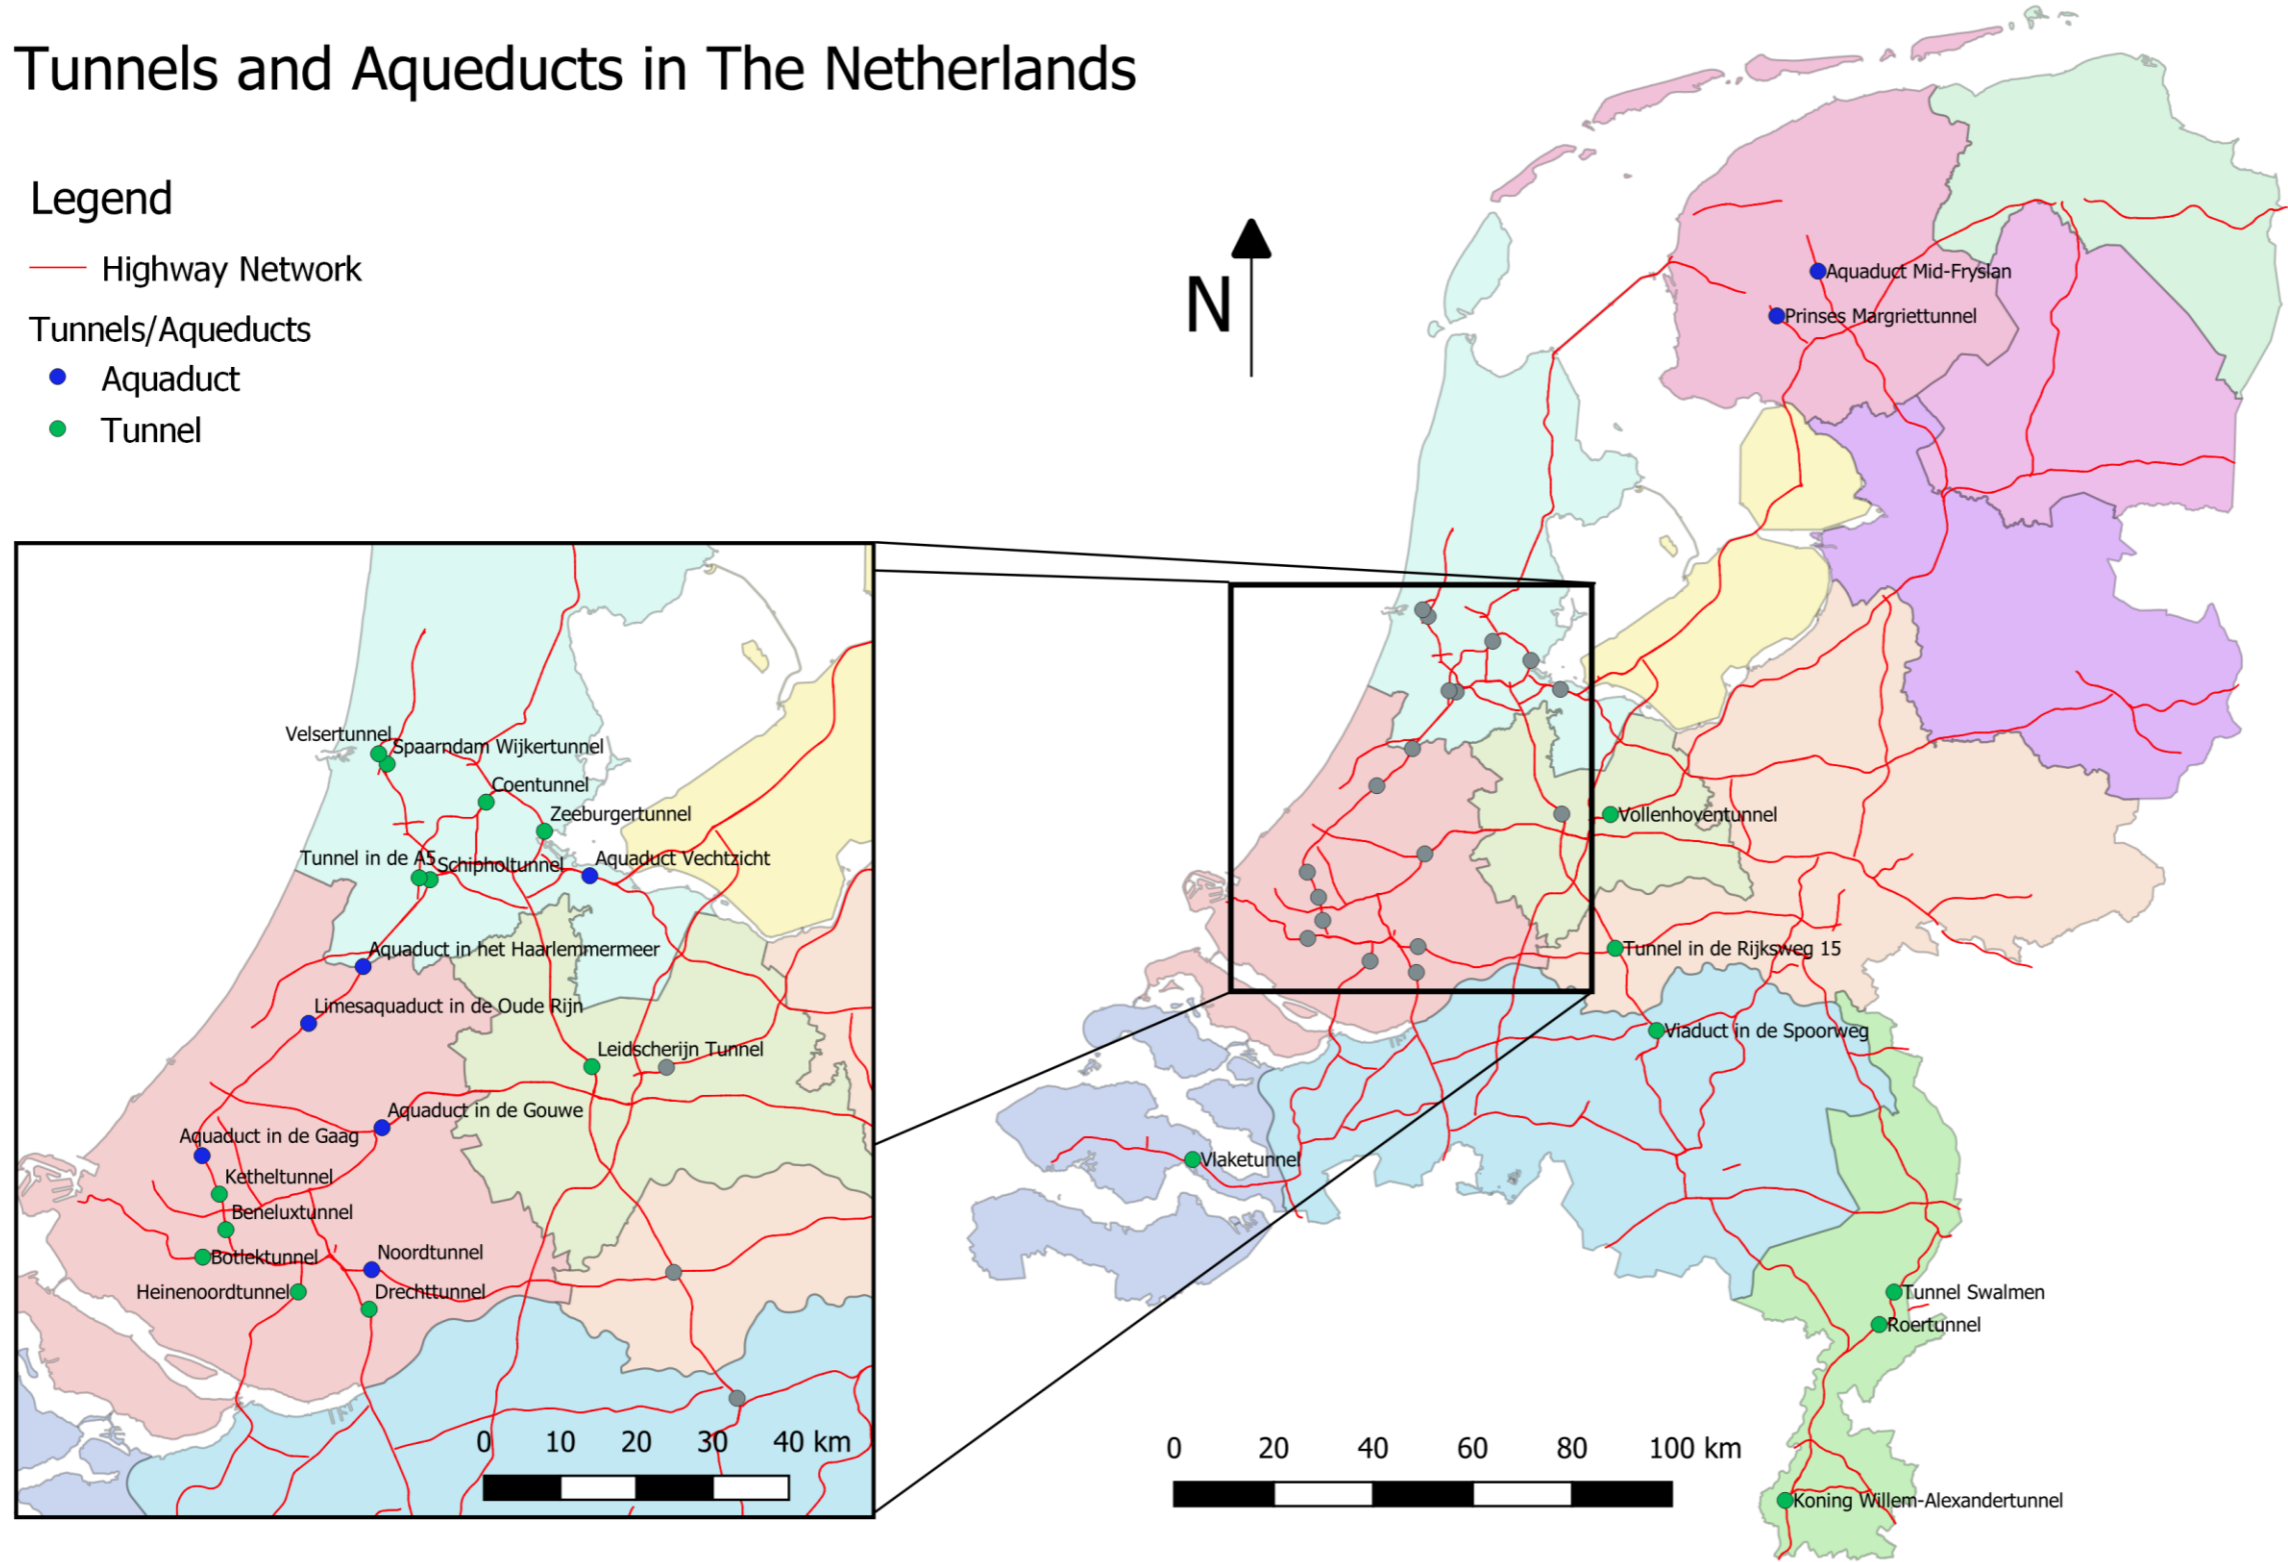 Tunnels and Aqueducts in The Netherlands
Legend
Highway Network
Tunnels/Aqueducts
Aquaduct
Tunnel
N
Aquaduct Mid-Fryslan
Prinses Margriettunnel
Vollenhoventunnel
Tunnel in de Rijksweg 15
Viaduct in de Spoorweg
Vlaketunnel
Tunnel Swalmen
Roertunnel
Koning Willem-Alexandertunnel
0 20 40 60 80 100 km
Velsertunnel
Spaarndam Wijkertunnel
Coentunnel
Zeeburgertunnel
Tunnel in de A5
Schipholtunnel
Aquaduct Vechtzicht
Aquaduct in het Haarlemmermeer
Limesaquaduct in de Oude Rijn
Leidscherijn Tunnel
Aquaduct in de Gouwe
Aquaduct in de Gaag
Ketheltunnel
Beneluxtunnel
Botlektunnel
Noordtunnel
Heinenoordtunnel
Drechttunnel
0 10 20 30 40 km